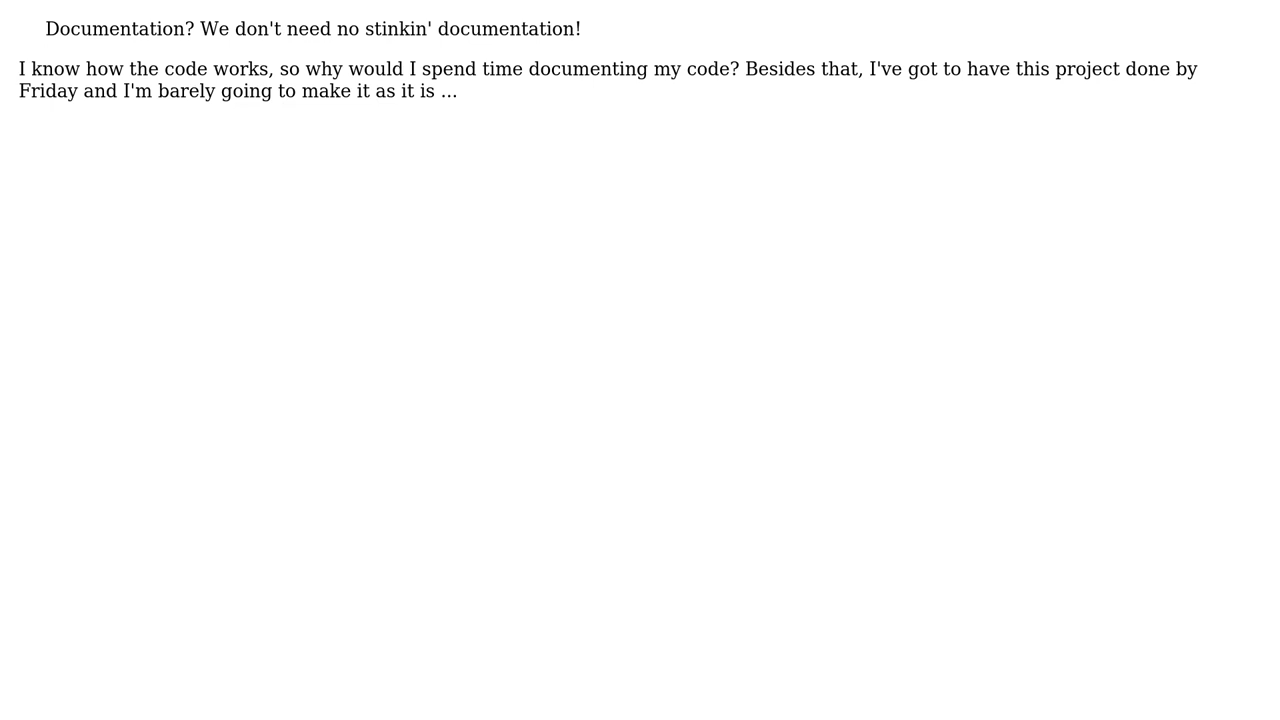 Documentation? We don't need no stinkin' documentation!
I know how the code works, so why would I spend time documenting my code? Besides that, I've got to have this project done by
Friday and I'm barely going to make it as it is ...